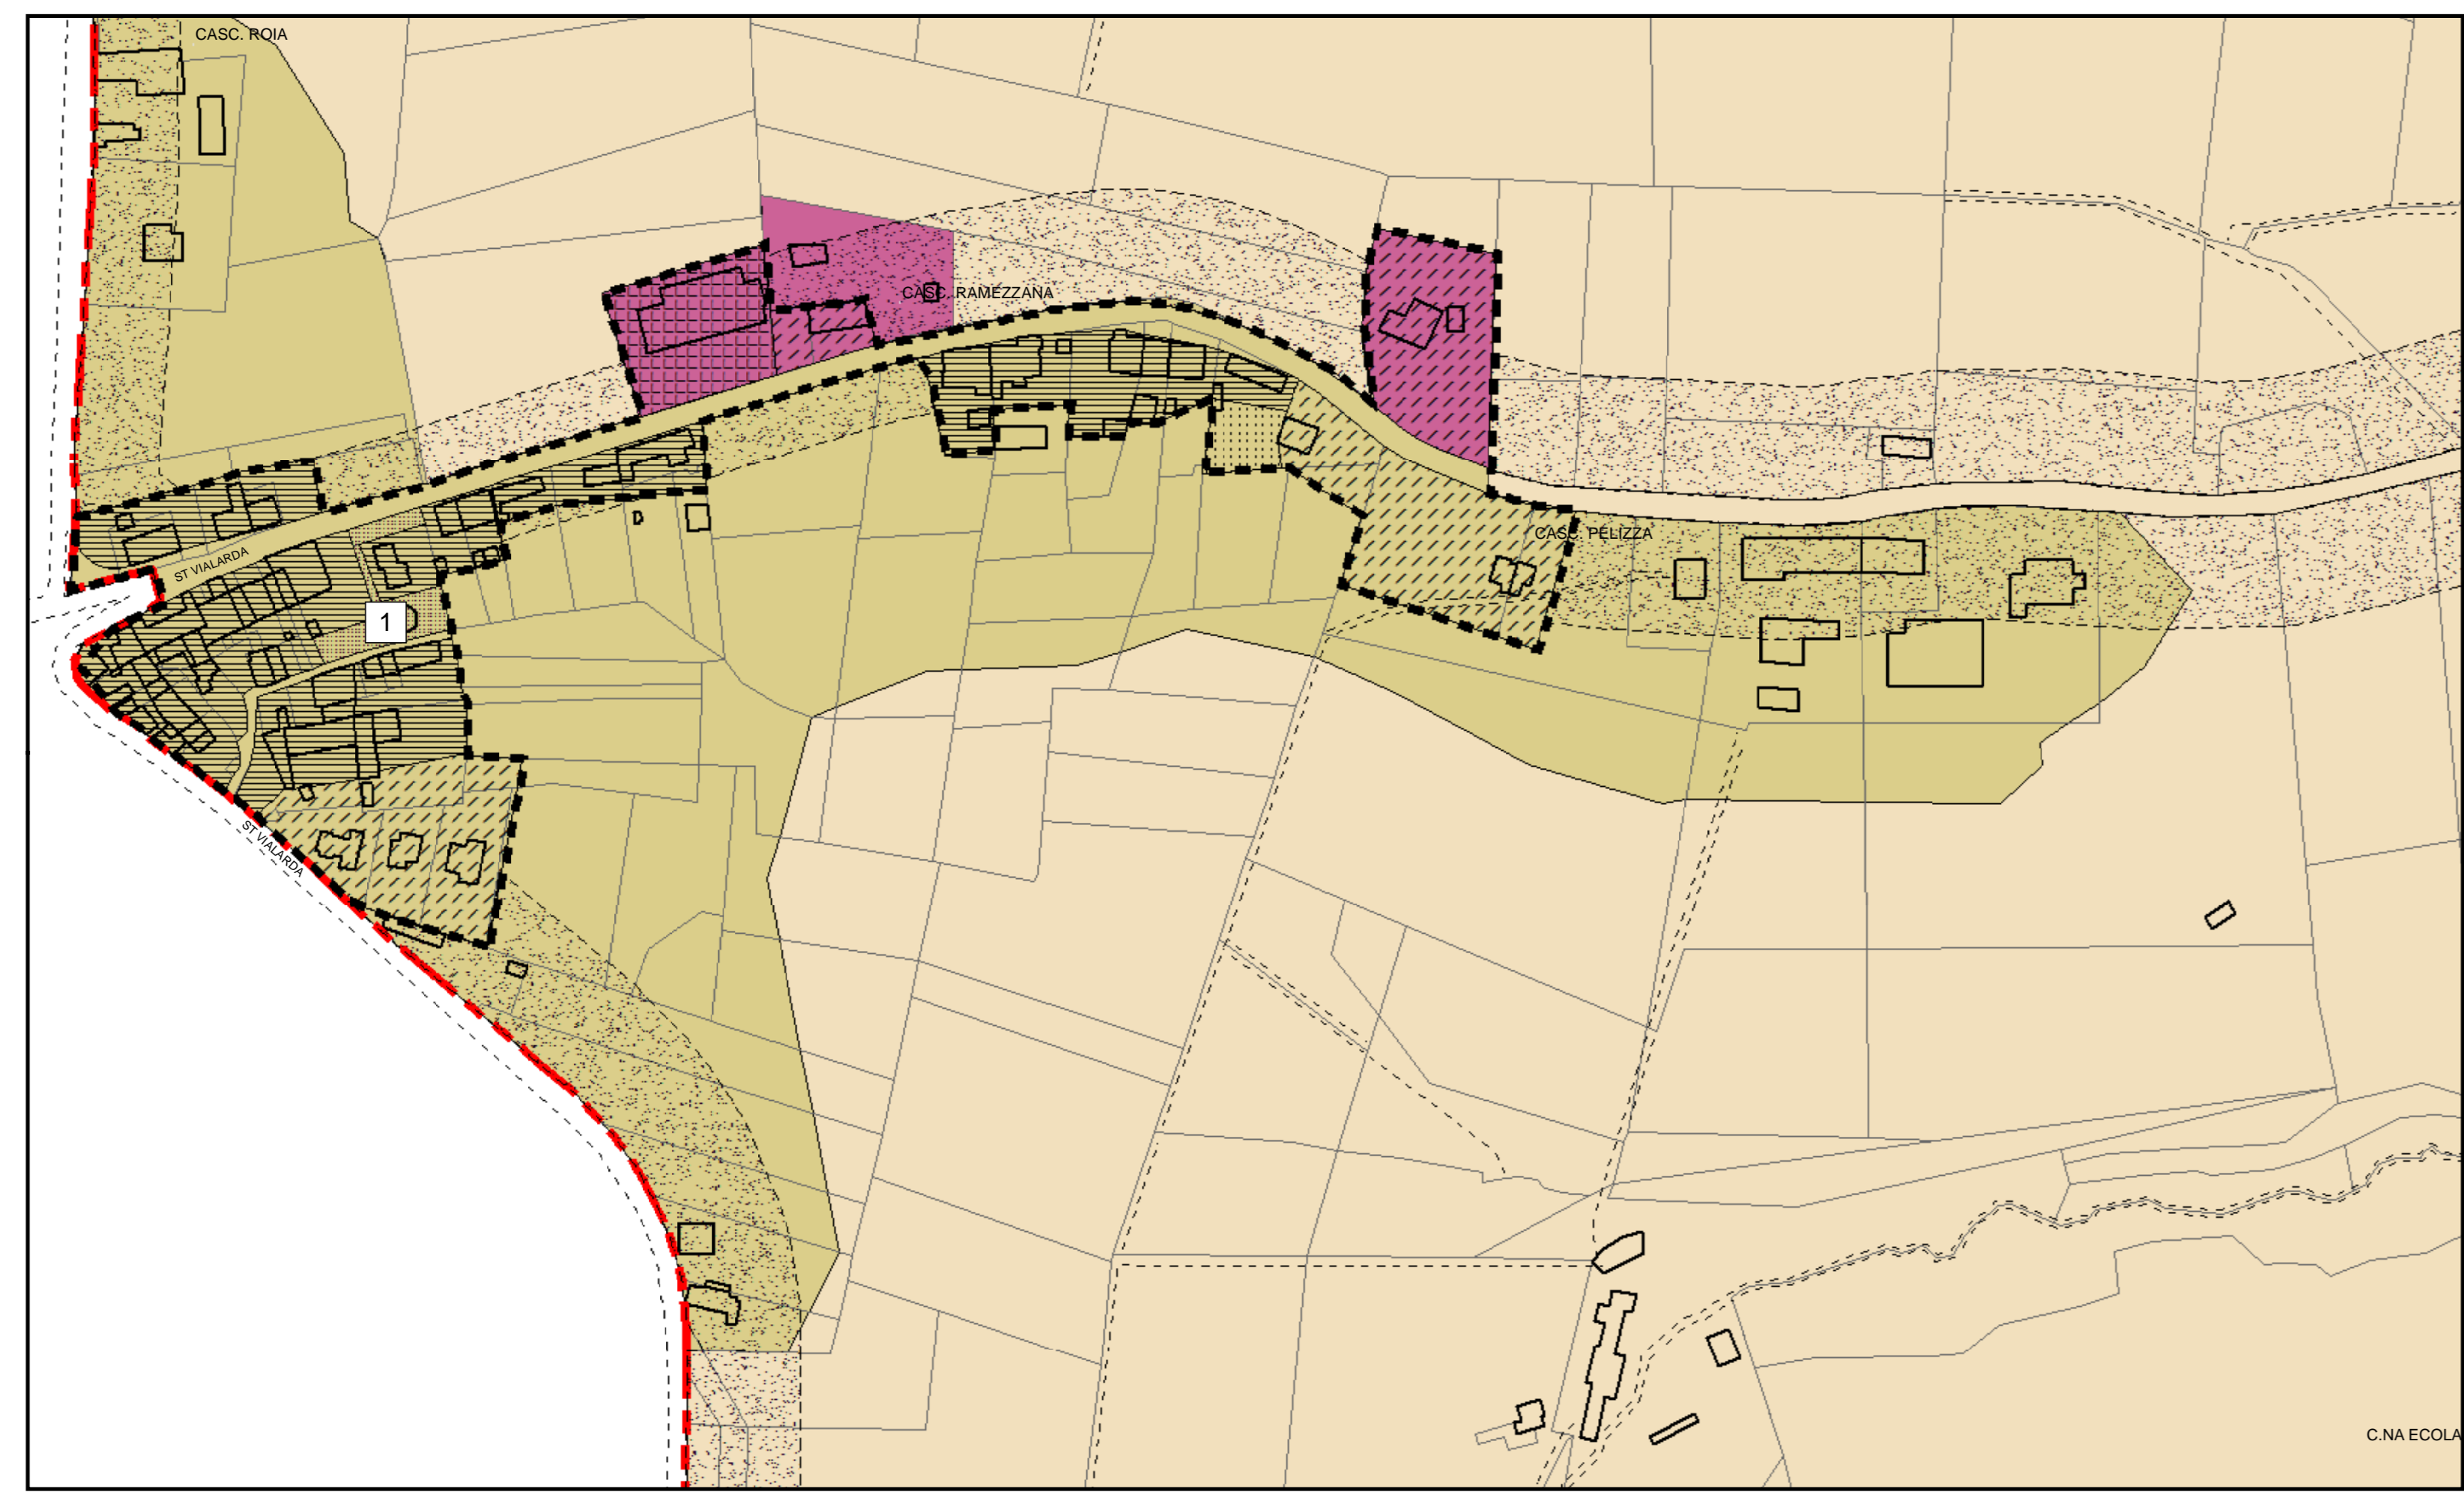 CASC. ROIA
CASC. RAMEZZANA
CASC. PELIZZA
ST VIALARDA
1
ST VIALARDA
C.NA ECOLA